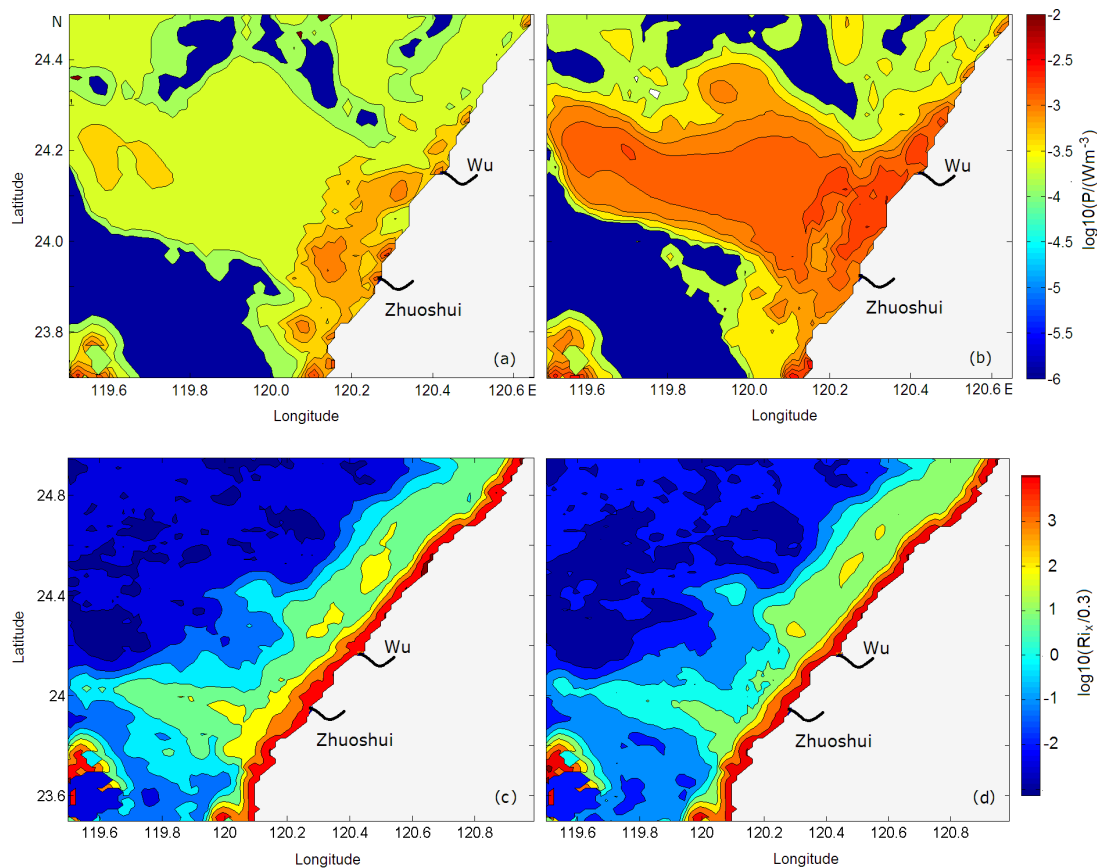 N
24.4
24.2
24.0
23.8
Latitude
119.6
119.8
120.0
120.2
120.4
120.6 E
Longitude
Wu
Zhuoshui
(a)
119.6
119.8
120.0
120.2
120.4
120.6 E
Longitude
Wu
Zhuoshui
(b)
-2
-2.5
-3
-3.5
-4
-4.5
-5
-5.5
-6
log10(P/(Wm-3)
24.8
24.4
24
23.6
Latitude
119.6
119.8
120
120.2
120.4
120.6
120.8
Longitude
Wu
Zhuoshui
(c)
119.6
119.8
120
120.2
120.4
120.6
120.8
Longitude
Wu
Zhuoshui
(d)
3
2
1
0
-1
-2
log10(Rix/0.3)